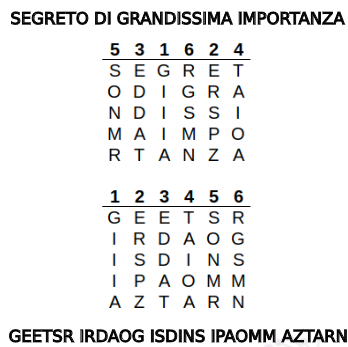 SEGRETO DI GRANDISSIMA IMPORTANZA
5 3 1 6 2 4
S E G R E T
O D I G R A
N D I S S I
M A I M P O
R T A N Z A
1 2 3 4 5 6
G E E T S R
I R D A O G
I S D I N S
I P A O M M
A Z T A R N
GEETSR IRDAOG ISDINS IPAOMM AZTARN